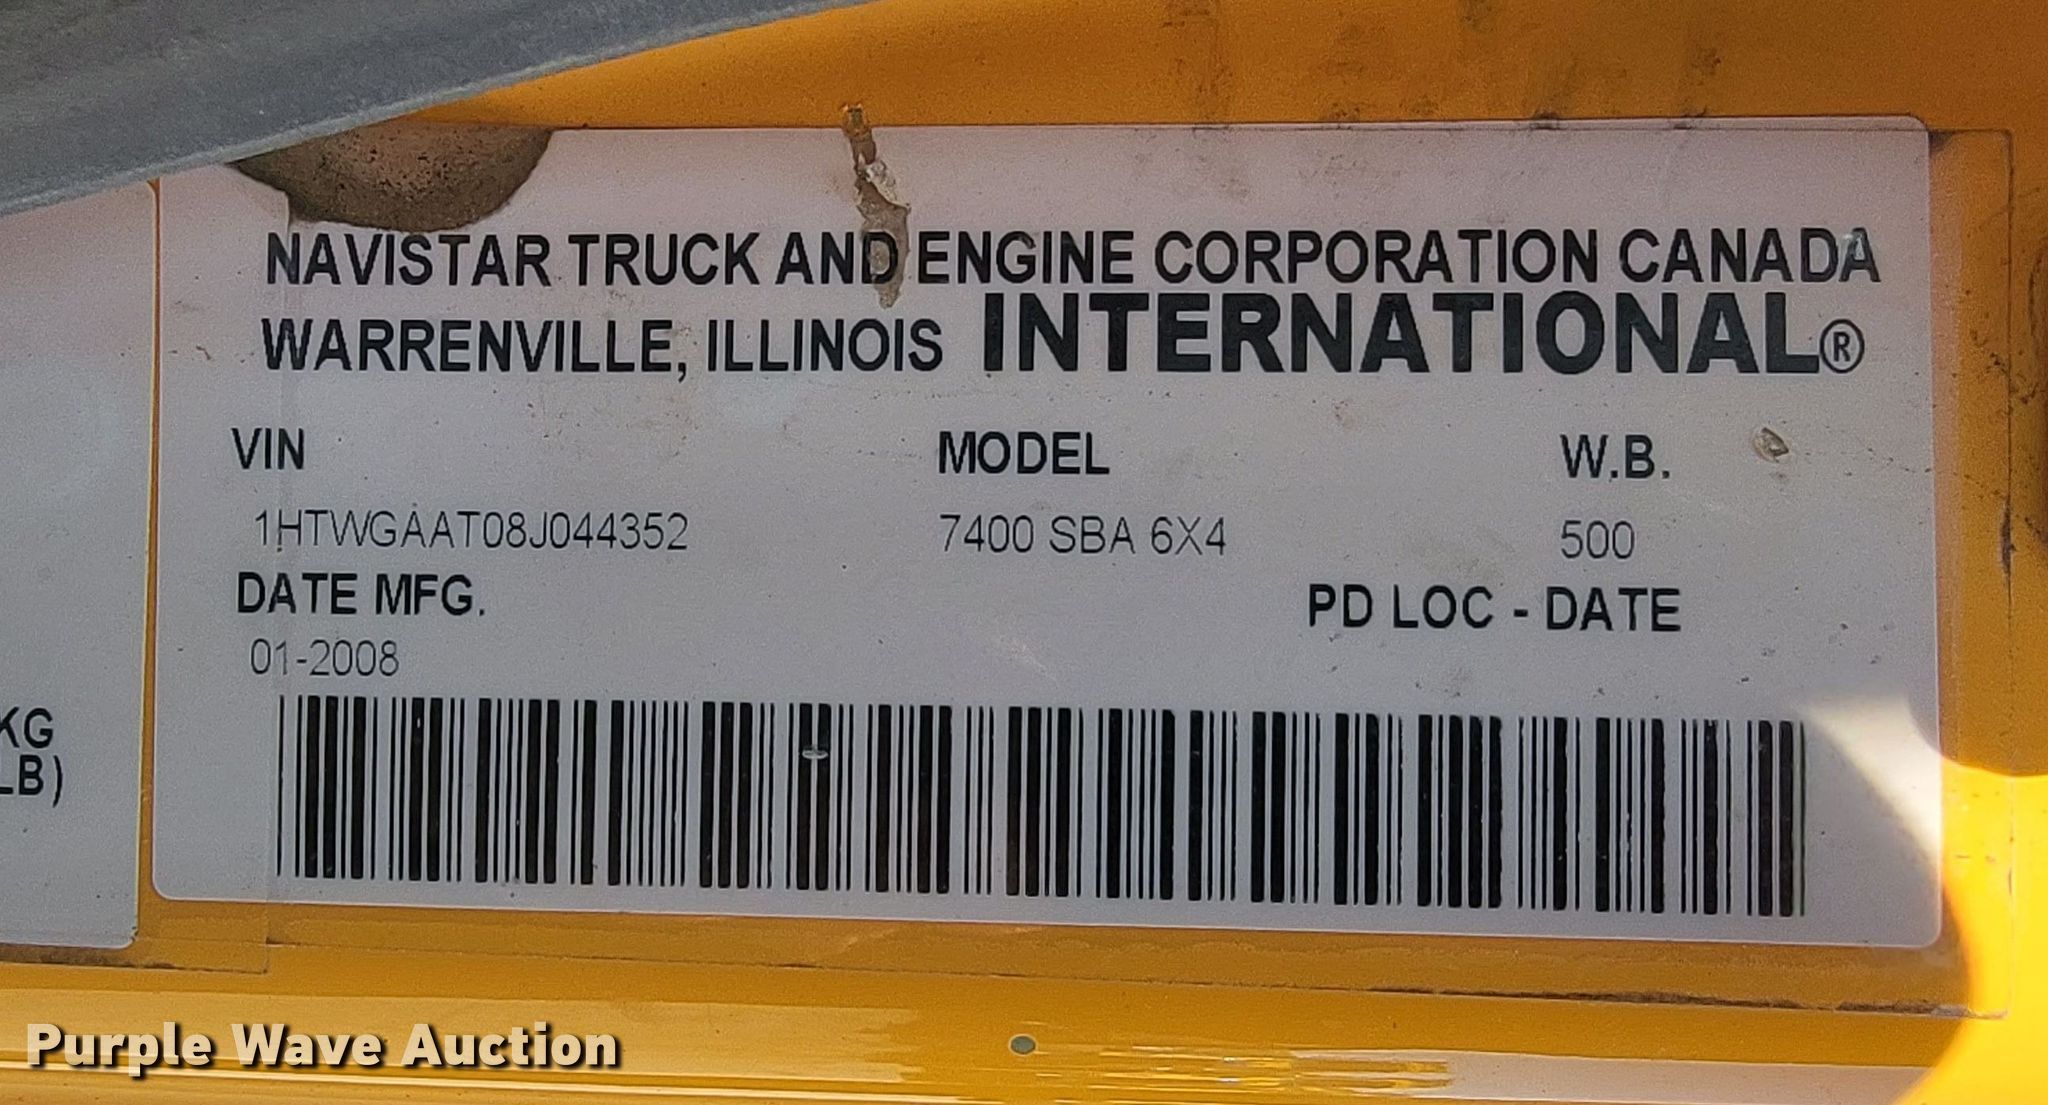 NAVISTAR TRUCK AND ENGINE CORPORATION CANADA
WARRENVILLE, ILLINOIS INTERNATIONAL®
VIN MODEL W.B.
1HTWGAAT08J044352 7400 SBA 6X4 500
DATE MFG. PD LOC - DATE
01-2008
KG
LB)
Purple Wave Auction